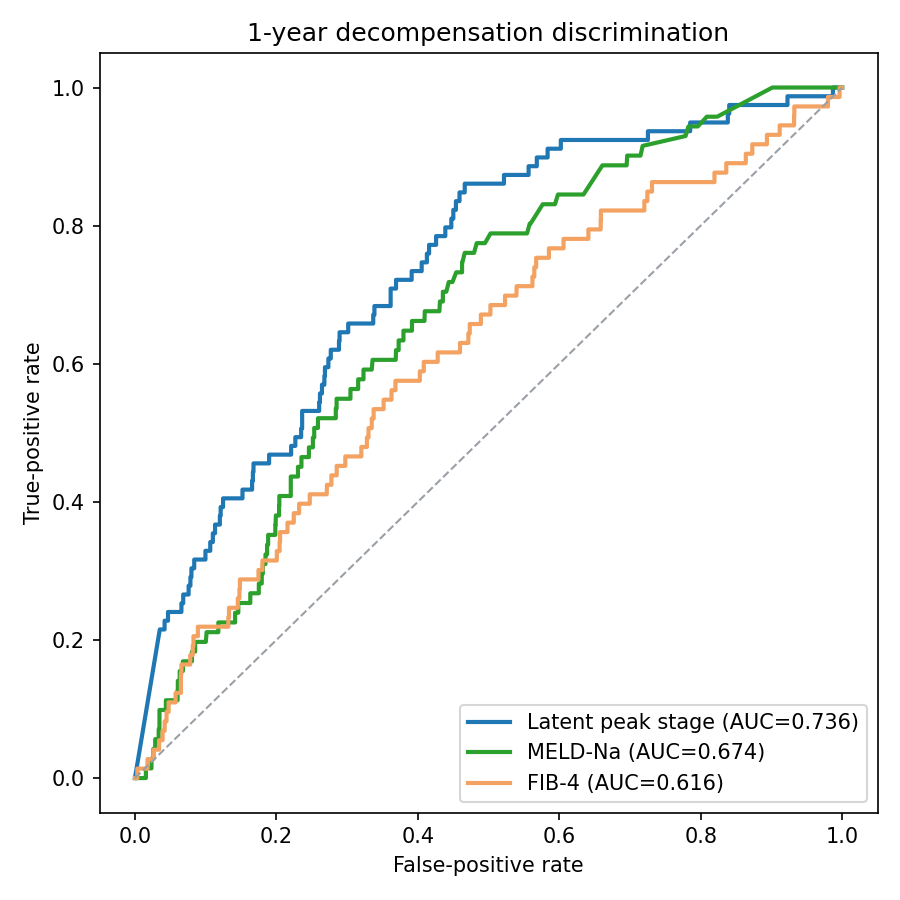 1-year decompensation discrimination
1.0
0.8
0.6
0.4
0.2
0.0
True-positive rate
Latent peak stage (AUC=0.736)
MELD-Na (AUC=0.674)
FIB-4 (AUC=0.616)
0.0 0.2 0.4 0.6 0.8 1.0
False-positive rate